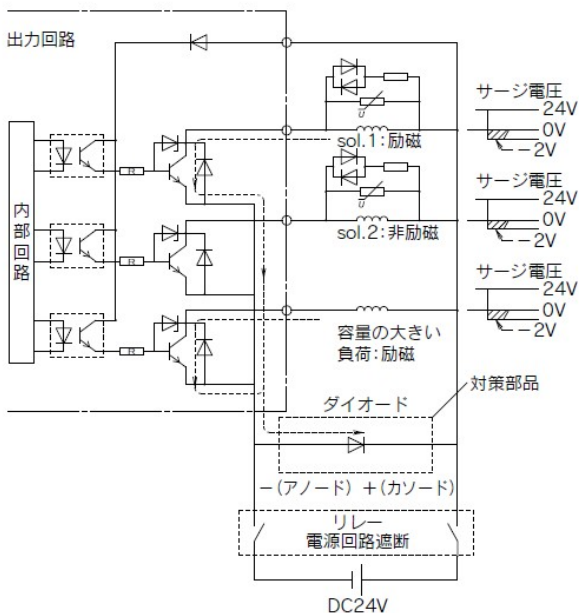 出力回路
内部回路
R
R
R
sol.1:励磁
sol.2:非励磁
容量の大きい
負荷:励磁
サージ電圧
24V
0V
−2V
サージ電圧
24V
0V
−2V
サージ電圧
24V
0V
−2V
対策部品
ダイオード
−(アノード) +(カソード)
リレー
電源回路遮断
DC24V